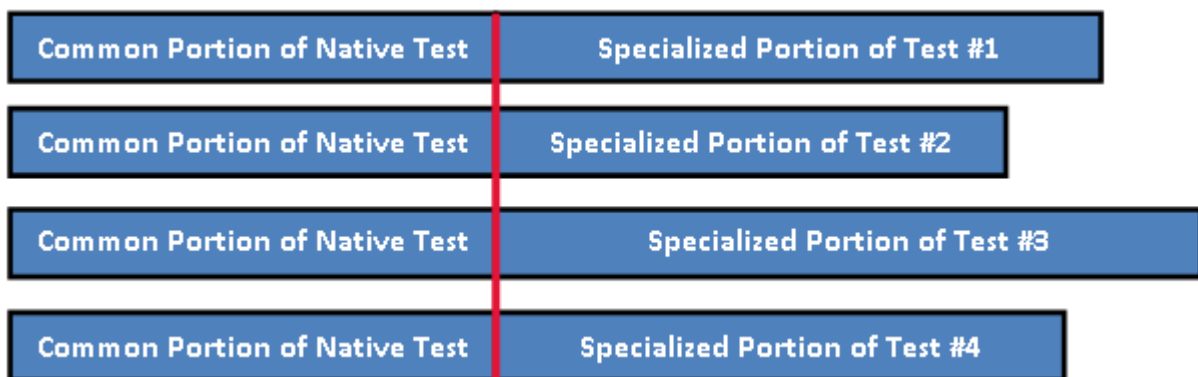 Common Portion of Native Test Specialized Portion of Test #1
Common Portion of Native Test Specialized Portion of Test #2
Common Portion of Native Test Specialized Portion of Test #3
Common Portion of Native Test Specialized Portion of Test #4